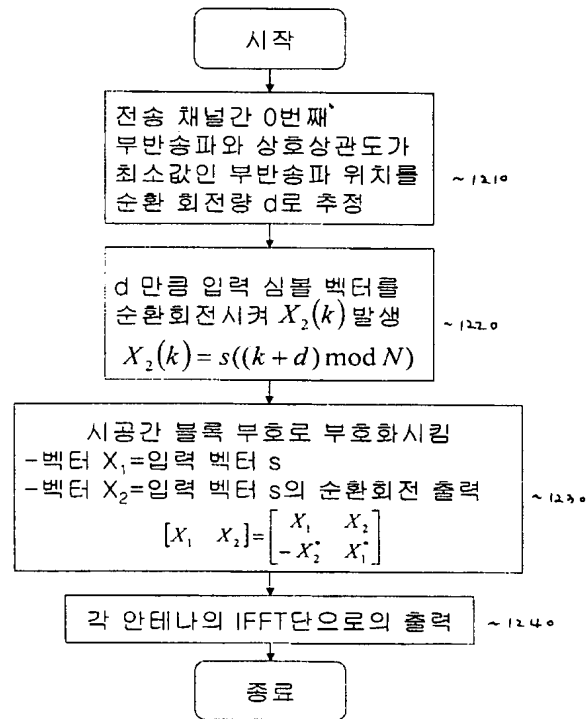 시작
전송 채널간 0번째
부반송파와 상호상관도가
최소값인 부반송파 위치를
순환 회전량 d로 추정
~1210
d 만큼 입력 심볼 벡터를
순환회전시켜 X₂(k) 발생
X₂(k) = s((k + d) mod N)
~1220
시공간 블록 부호로 부호화시킴
-벡터 X₁=입력 벡터 s
-벡터 X₂=입력 벡터 s의 순환회전 출력
[X₁ X₂]=[X₁ X₂
-X₂* X₁*]
~1230
각 안테나의 IFFT단으로의 출력
~1240
종료